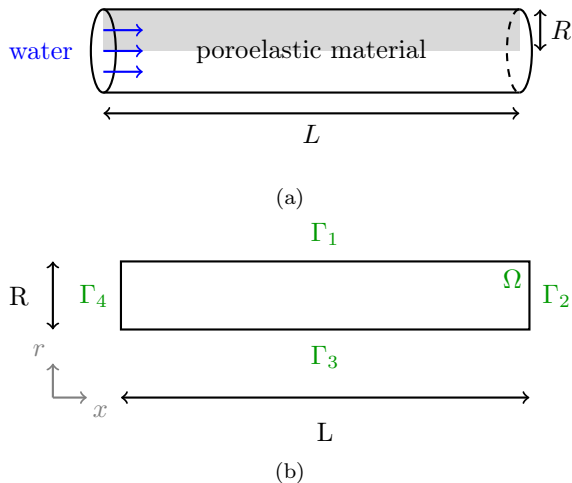 R
water
poroelastic material
L
(a)
Γ₁
R
Γ₄
Ω
Γ₂
r
Γ₃
x
L
(b)